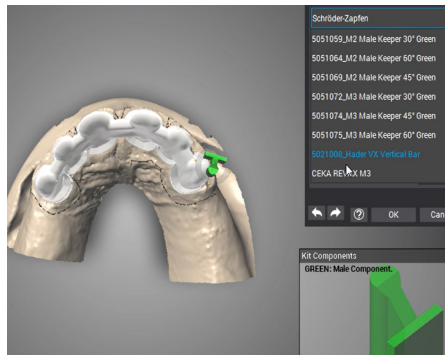 Schröder-Zapfen
5051059_M2 Male Keeper 30° Green
5051064_M2 Male Keeper 60° Green
5051069_M2 Male Keeper 45° Green
5051072_M3 Male Keeper 30° Green
5051074_M3 Male Keeper 45° Green
5051075_M3 Male Keeper 60° Green
5021008_Hader VX Vertical Bar
CEKA REVAX M3
OK
Can
Kit Components
GREEN: Male Component.